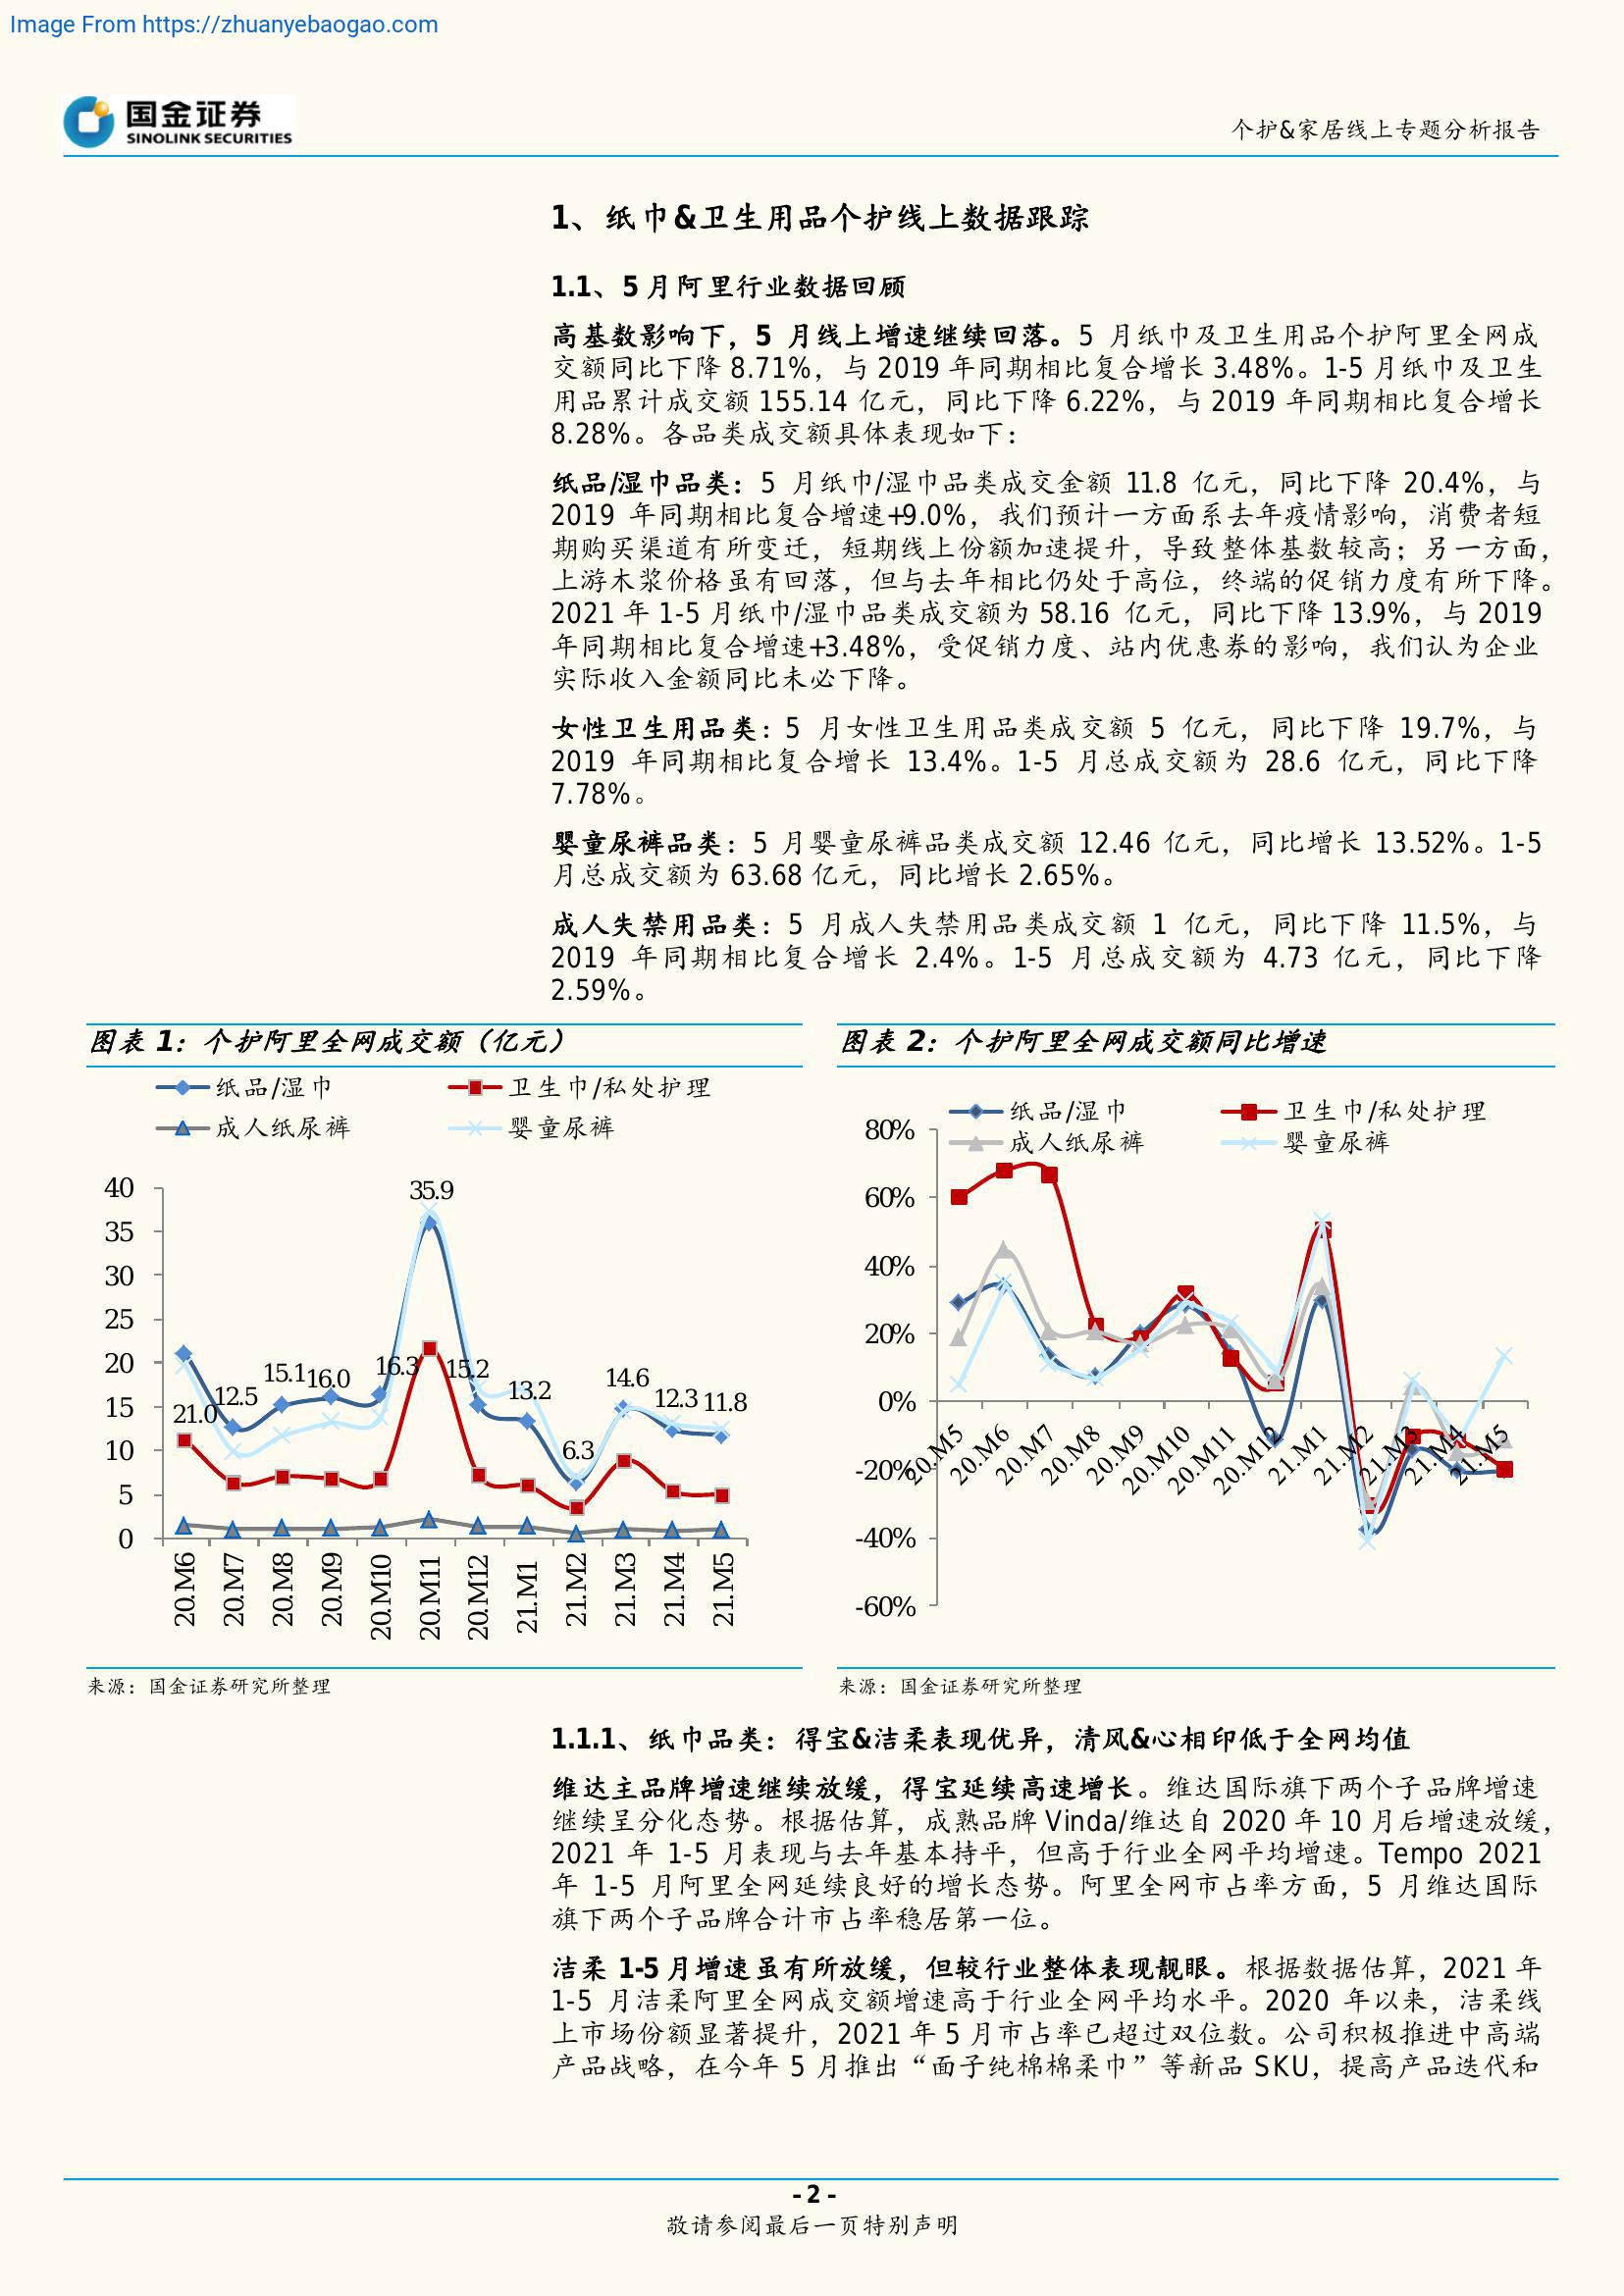 Image From https://zhuanyebaogao.com
国金证券
SINOLINK SECURITIES
个护&家居线上专题分析报告
1、纸巾&卫生用品个护线上数据跟踪
1.1、5 月阿里行业数据回顾
高基数影响下，5 月线上增速继续回落。5 月纸巾及卫生用品个护阿里全网成
交额同比下降 8.71%，与 2019 年同期相比复合增长 3.48%。1-5 月纸巾及卫生
用品累计成交额 155.14 亿元，同比下降 6.22%，与 2019 年同期相比复合增长
8.28%。各品类成交额具体表现如下：
纸品/湿巾品类：5 月纸巾/湿巾品类成交金额 11.8 亿元，同比下降 20.4%，与
2019 年同期相比复合增速+9.0%，我们预计一方面系去年疫情影响，消费者短
期购买渠道有所变迁，短期线上份额加速提升，导致整体基数较高；另一方面，
上游木浆价格虽有回落，但与去年相比仍处于高位，终端的促销力度有所下降。
2021 年 1-5 月纸巾/湿巾品类成交额为 58.16 亿元，同比下降 13.9%，与 2019
年同期相比复合增速+3.48%，受促销力度、站内优惠券的影响，我们认为企业
实际收入金额同比未必下降。
女性卫生用品类：5 月女性卫生用品类成交额 5 亿元，同比下降 19.7%，与
2019 年同期相比复合增长 13.4%。1-5 月总成交额为 28.6 亿元，同比下降
7.78%。
婴童尿裤品类：5 月婴童尿裤品类成交额 12.46 亿元，同比增长 13.52%。1-5
月总成交额为 63.68 亿元，同比增长 2.65%。
成人失禁用品类：5 月成人失禁用品类成交额 1 亿元，同比下降 11.5%，与
2019 年同期相比复合增长 2.4%。1-5 月总成交额为 4.73 亿元，同比下降
2.59%。
图表 1：个护阿里全网成交额（亿元）
纸品/湿巾 卫生巾/私处护理
成人纸尿裤 婴童尿裤
40
35
30
25
20
15
10
5
0
21.0
12.5
15.1
16.0
16.3
35.9
15.2
13.2
6.3
14.6
12.3
11.8
20.M6
20.M7
20.M8
20.M9
20.M10
20.M11
20.M12
21.M1
21.M2
21.M3
21.M4
21.M5
来源：国金证券研究所整理
图表 2：个护阿里全网成交额同比增速
纸品/湿巾 卫生巾/私处护理
成人纸尿裤 婴童尿裤
80%
60%
40%
20%
0%
-20%
-40%
-60%
20.M5
20.M6
20.M7
20.M8
20.M9
20.M10
20.M11
20.M12
21.M1
21.M2
21.M3
21.M4
21.M5
来源：国金证券研究所整理
1.1.1、纸巾品类：得宝&洁柔表现优异，清风&心相印低于全网均值
维达主品牌增速继续放缓，得宝延续高速增长。维达国际旗下两个子品牌增速
继续呈分化态势。根据估算，成熟品牌 Vinda/维达自 2020 年 10 月后增速放缓，
2021 年 1-5 月表现与去年基本持平，但高于行业全网平均增速。Tempo 2021
年 1-5 月阿里全网延续良好的增长态势。阿里全网市占率方面，5 月维达国际
旗下两个子品牌合计市占率稳居第一位。
洁柔 1-5 月增速虽有所放缓，但较行业整体表现靓眼。根据数据估算，2021 年
1-5 月洁柔阿里全网成交额增速高于行业全网平均水平。2020 年以来，洁柔线
上市场份额显著提升，2021 年 5 月市占率已超过双位数。公司积极推进中高端
产品战略，在今年 5 月推出“面子纯棉棉柔巾”等新品 SKU，提高产品迭代和
- 2 -
敬请参阅最后一页特别声明